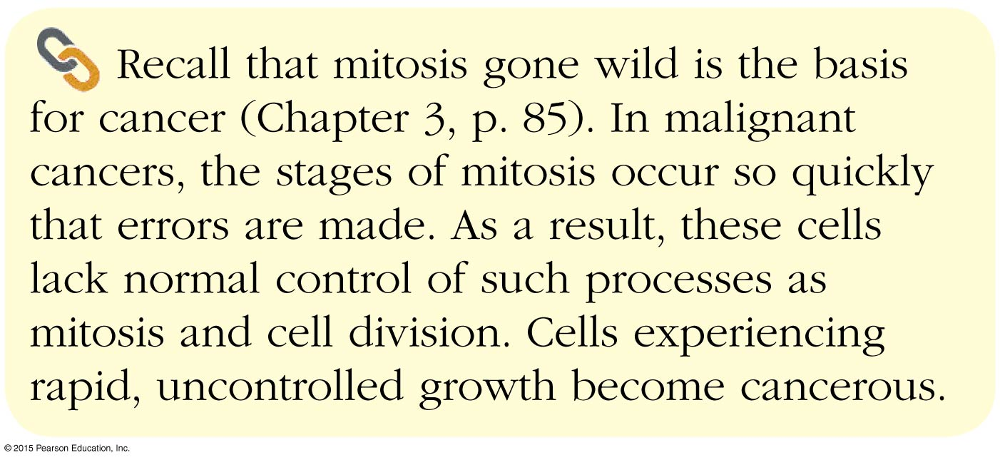 Recall that mitosis gone wild is the basis
for cancer (Chapter 3, p. 85). In malignant
cancers, the stages of mitosis occur so quickly
that errors are made. As a result, these cells
lack normal control of such processes as
mitosis and cell division. Cells experiencing
rapid, uncontrolled growth become cancerous.
© 2015 Pearson Education, Inc.